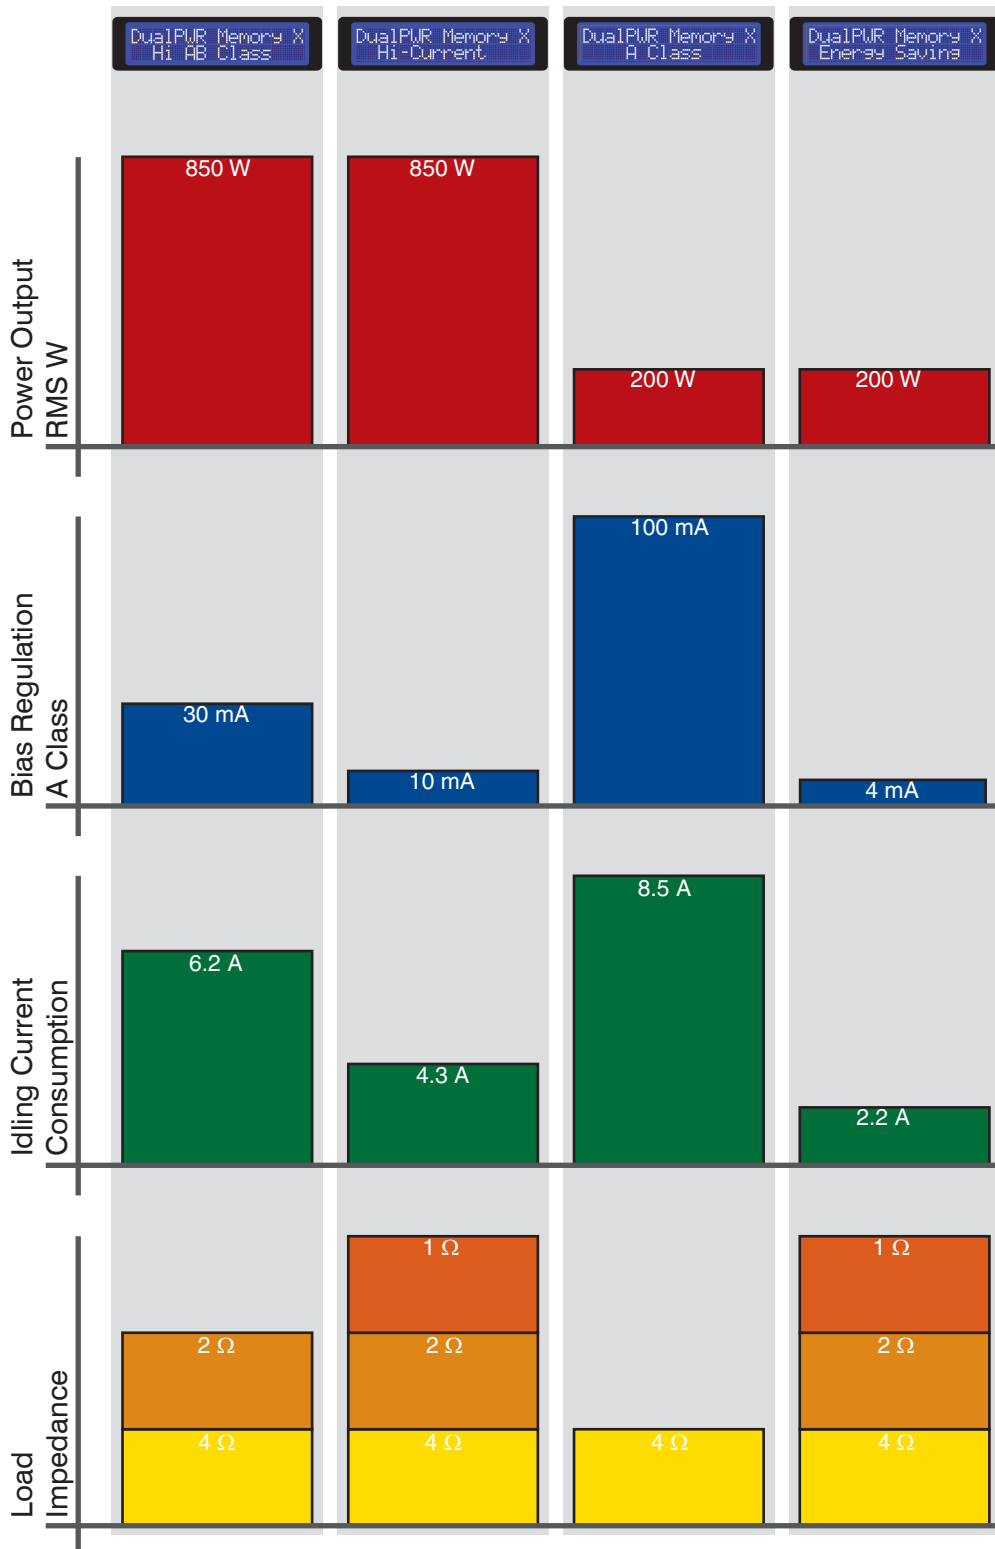 DualPWR Memory X
Hi AB Class
DualPWR Memory X
Hi-Current
DualPWR Memory X
A Class
DualPWR Memory X
Energy Saving
Power Output
RMS W
850 W
850 W
200 W
200 W
Bias Regulation
A Class
30 mA
10 mA
100 mA
4 mA
Idling Current
Consumption
6.2 A
4.3 A
8.5 A
2.2 A
Load
Impedance
2 Ω
4 Ω
1 Ω
2 Ω
4 Ω
4 Ω
1 Ω
2 Ω
4 Ω